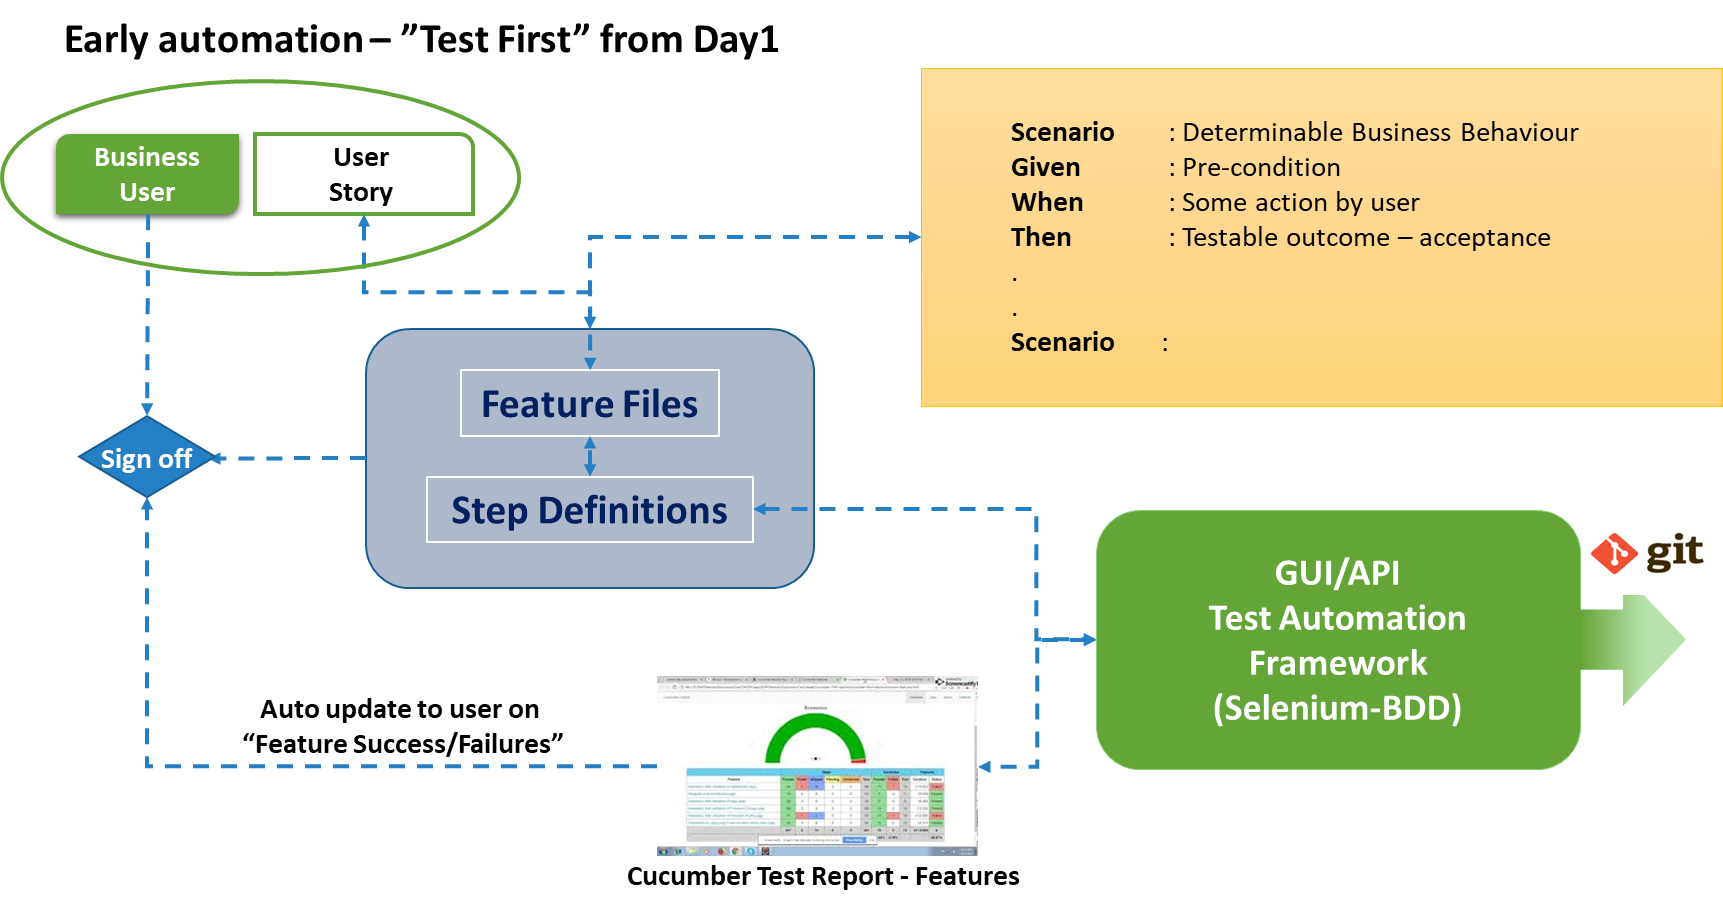 Early automation – ”Test First” from Day1
Business
User
User
Story
Scenario : Determinable Business Behaviour
Given : Pre-condition
When : Some action by user
Then : Testable outcome – acceptance
.
.
Scenario :
Feature Files
Sign off
Step Definitions
git
GUI/API
Test Automation
Framework
(Selenium-BDD)
Auto update to user on
“Feature Success/Failures”
Cucumber Test Report - Features